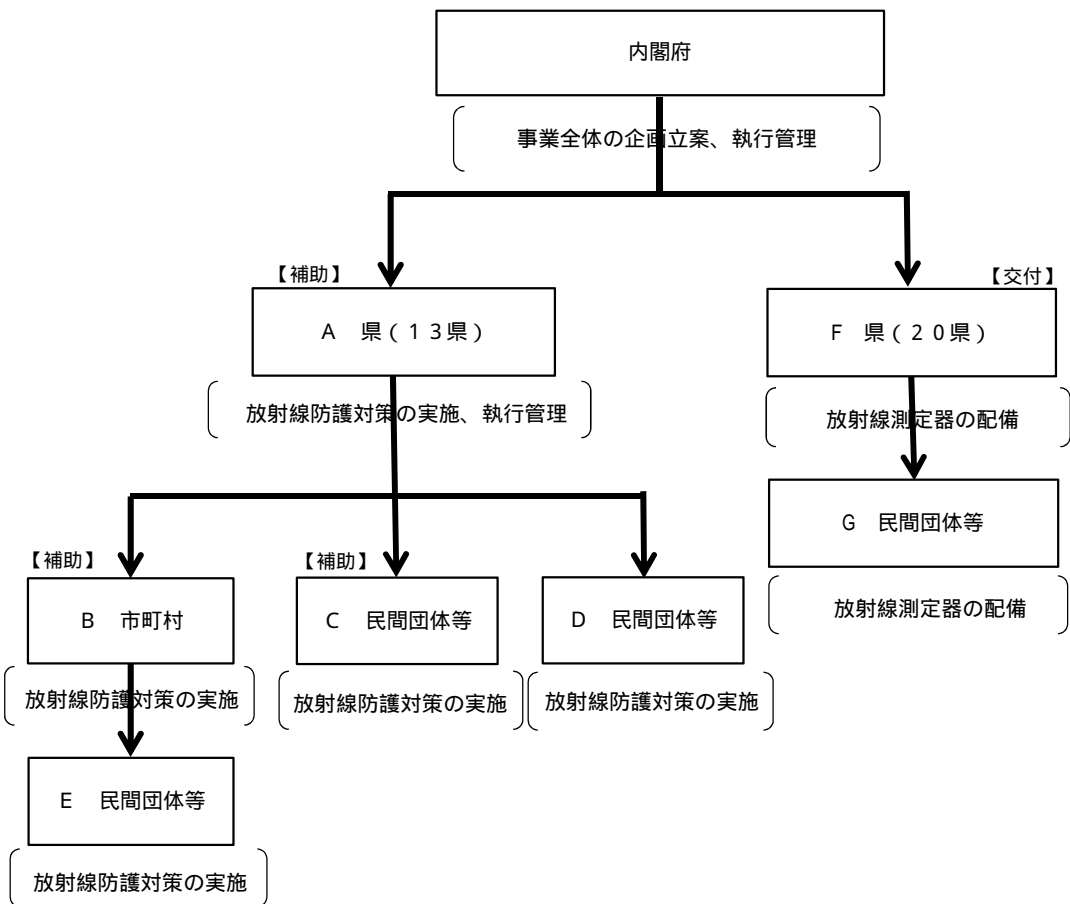 内閣府
事業全体の企画立案、執行管理
【補助】
A 県(13県)
放射線防護対策の実施、執行管理
【交付】
F 県(20県)
放射線測定器の配備
G 民間団体等
放射線測定器の配備
【補助】
B 市町村
放射線防護対策の実施
【補助】
C 民間団体等
放射線防護対策の実施
D 民間団体等
放射線防護対策の実施
E 民間団体等
放射線防護対策の実施